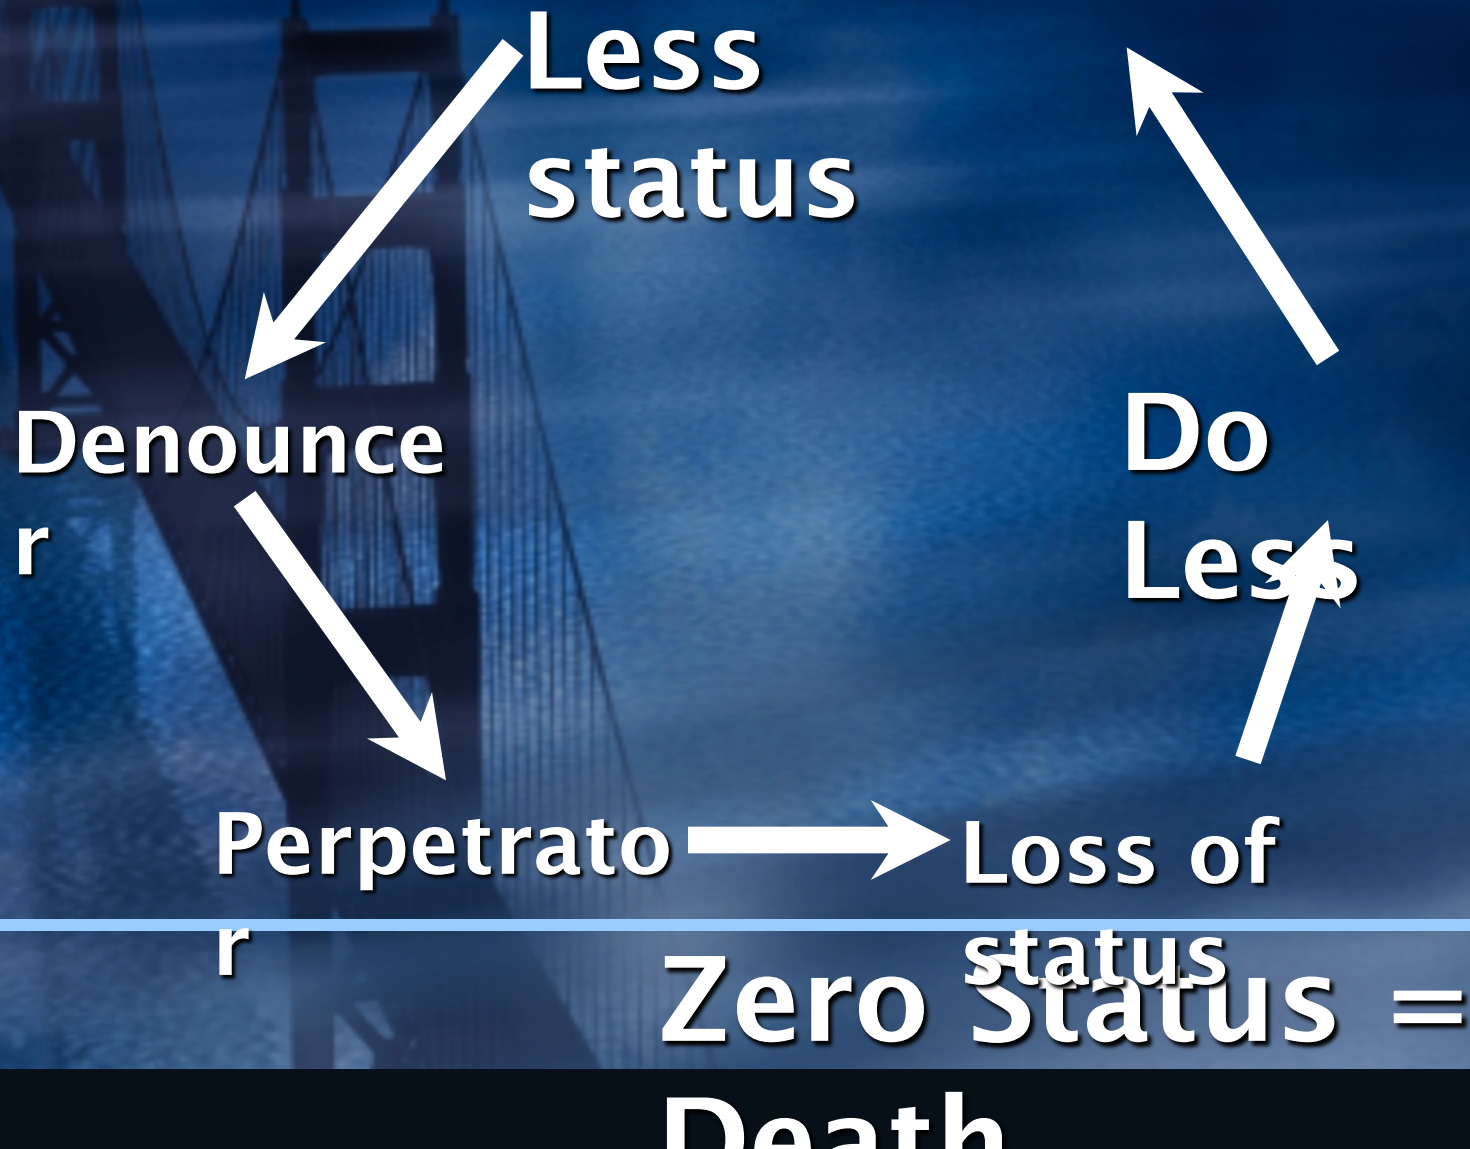 Less
status
Denounce
r
Do
Less
Perpetrato
r
Loss of
status
Zero Status =
Death